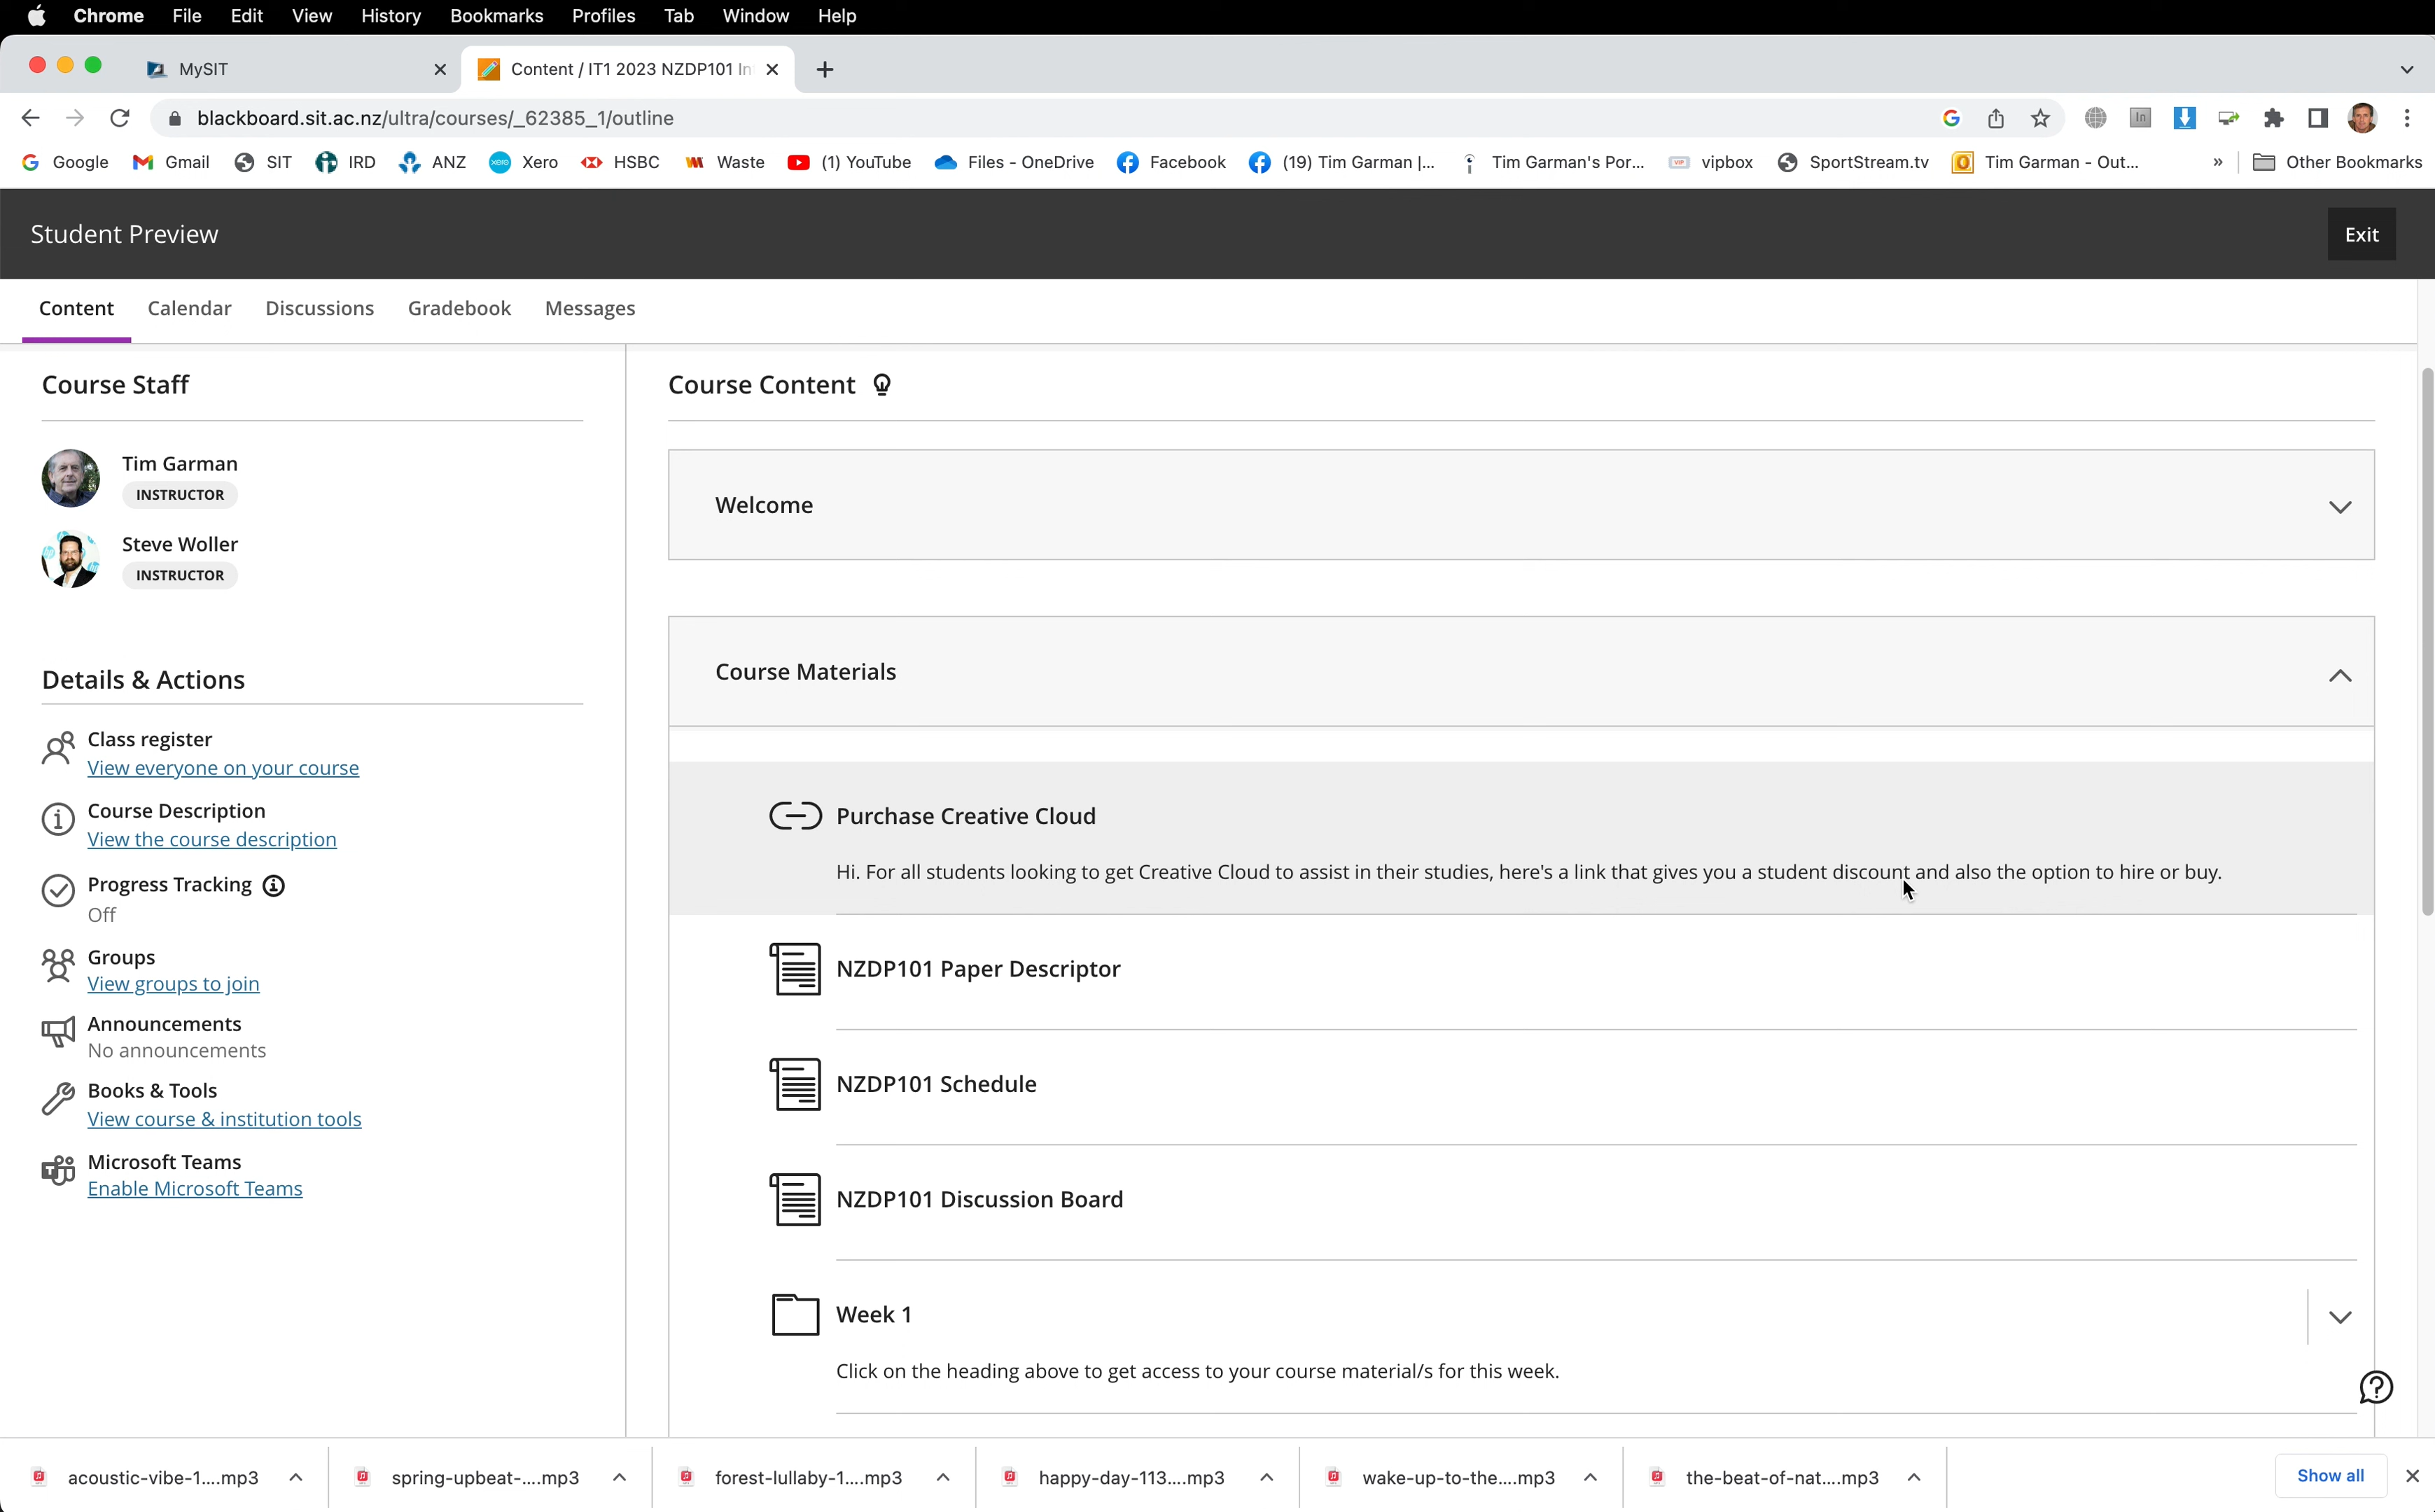 Chrome File Edit View History Bookmarks Profiles Tab Window Help
MySIT Content / IT1 2023 NZDP101 In
blackboard.sit.ac.nz/ultra/courses/_62385_1/outline
Google Gmail SIT IRD ANZ Xero HSBC Waste (1) YouTube Files - OneDrive Facebook (19) Tim Garman |... Tim Garman's Por... vipbox SportStream.tv Tim Garman - Out... » Other Bookmarks
Student Preview Exit
Content Calendar Discussions Gradebook Messages
Course Staff
Tim Garman
INSTRUCTOR
Steve Woller
INSTRUCTOR
Details & Actions
Class register
View everyone on your course
Course Description
View the course description
Progress Tracking
Off
Groups
View groups to join
Announcements
No announcements
Books & Tools
View course & institution tools
Microsoft Teams
Enable Microsoft Teams
Course Content
Welcome
Course Materials
Purchase Creative Cloud
Hi. For all students looking to get Creative Cloud to assist in their studies, here's a link that gives you a student discount and also the option to hire or buy.
NZDP101 Paper Descriptor
NZDP101 Schedule
NZDP101 Discussion Board
Week 1
Click on the heading above to get access to your course material/s for this week.
acoustic-vibe-1....mp3 spring-upbeat-....mp3 forest-lullaby-1....mp3 happy-day-113....mp3 wake-up-to-the....mp3 the-beat-of-nat....mp3 Show all